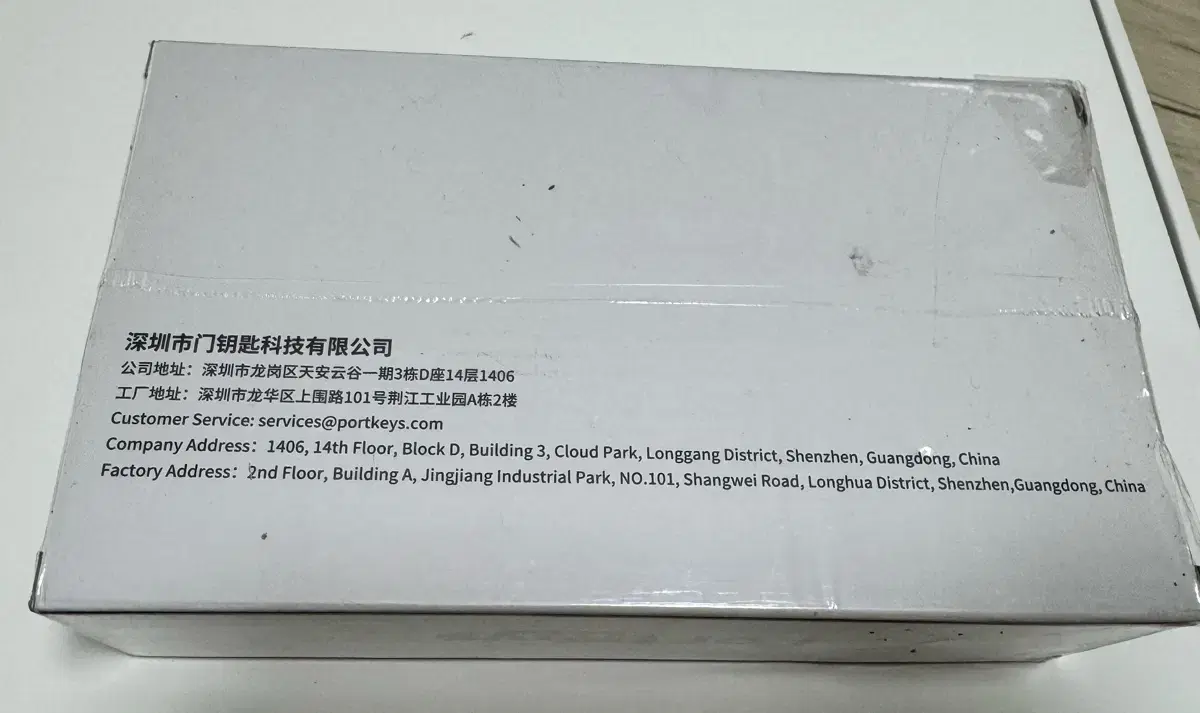 深圳市门钥匙科技有限公司
公司地址：深圳市龙岗区天安云谷一期3栋D座14层1406
工厂地址：深圳市龙华区上围路101号荆江工业园A栋2楼
Customer Service: services@portkeys.com
Company Address：1406, 14th Floor, Block D, Building 3, Cloud Park, Longgang District, Shenzhen, Guangdong, China
Factory Address：2nd Floor, Building A, Jingjiang Industrial Park, NO.101, Shangwei Road, Longhua District, Shenzhen,Guangdong, China